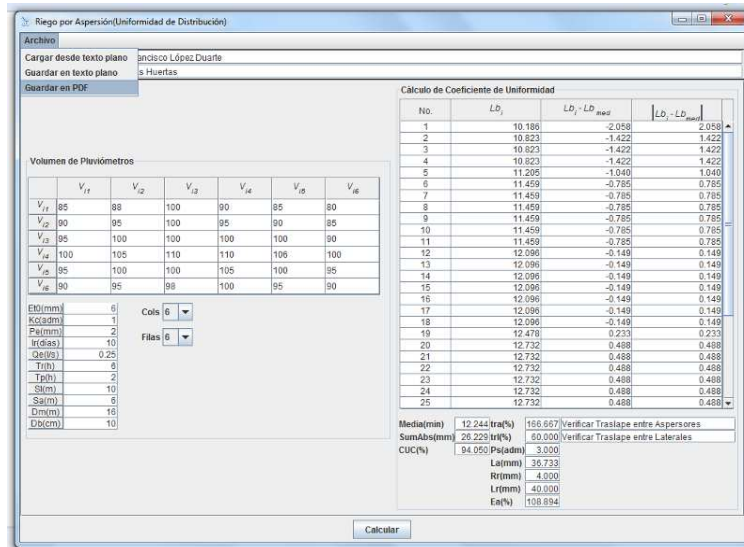 Riego por Aspersión(Uniformidad de Distribución)
Archivo
Cargar desde texto plano
ancisco López Duarte
Guardar en texto plano
s Huertas
Guardar en PDF
Volumen de Pluviómetros
Vi1 Vi2 Vi3 Vi4 Vi5 Vi6
Vi1 85 88 100 90 85 80
Vi2 90 95 100 95 90 85
Vi3 95 100 100 100 100 90
Vi4 100 105 110 110 106 100
Vi5 95 100 100 105 100 95
Vi6 90 95 98 100 95 90
Et0(mm) 6
Kc(adm) 1
Pe(mm) 2
Ir(días) 10
Qe(l/s) 0.25
Tr(h) 6
Tp(h) 2
Sl(m) 10
Sa(m) 6
Dm(m) 16
Db(cm) 10
Cols 6
Filas 6
Cálculo de Coeficiente de Uniformidad
No. Lbi Lbi - Lb med |Lbi - Lb med|
1 10.186 -2.058 2.058
2 10.823 -1.422 1.422
3 10.823 -1.422 1.422
4 10.823 -1.422 1.422
5 11.205 -1.040 1.040
6 11.459 -0.785 0.785
7 11.459 -0.785 0.785
8 11.459 -0.785 0.785
9 11.459 -0.785 0.785
10 11.459 -0.785 0.785
11 11.459 -0.785 0.785
12 12.096 -0.149 0.149
13 12.096 -0.149 0.149
14 12.096 -0.149 0.149
15 12.096 -0.149 0.149
16 12.096 -0.149 0.149
17 12.096 -0.149 0.149
18 12.096 -0.149 0.149
19 12.478 0.233 0.233
20 12.732 0.488 0.488
21 12.732 0.488 0.488
22 12.732 0.488 0.488
23 12.732 0.488 0.488
24 12.732 0.488 0.488
25 12.732 0.488 0.488
Media(min) 12.244 tra(%) 166.667 Verificar Traslape entre Aspersores
SumAbs(mm) 26.229 trl(%) 60.000 Verificar Traslape entre Laterales
CUC(%) 94.050 Ps(adm) 3.000
La(mm) 36.733
Rr(mm) 4.000
Lr(mm) 40.000
Ea(%) 108.894
Calcular